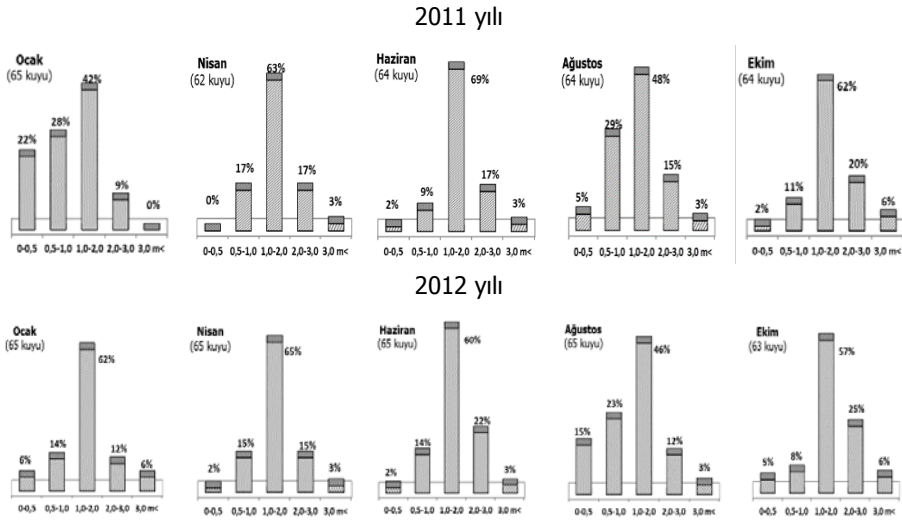 2011 yılı
Ocak
(65 kuyu)
22%
28%
42%
9%
0%
0-0,5 0,5-1,0 1,0-2,0 2,0-3,0 3,0 m<
Nisan
(62 kuyu)
0%
17%
63%
17%
3%
0-0,5 0,5-1,0 1,0-2,0 2,0-3,0 3,0 m<
Haziran
(64 kuyu)
2%
9%
69%
17%
3%
0-0,5 0,5-1,0 1,0-2,0 2,0-3,0 3,0 m<
Ağustos
(64 kuyu)
5%
29%
48%
15%
3%
0-0,5 0,5-1,0 1,0-2,0 2,0-3,0 3,0 m<
Ekim
(64 kuyu)
2%
11%
62%
20%
6%
0-0,5 0,5-1,0 1,0-2,0 2,0-3,0 3,0 m<
2012 yılı
Ocak
(65 kuyu)
6%
14%
62%
12%
6%
0-0,5 0,5-1,0 1,0-2,0 2,0-3,0 3,0 m<
Nisan
(65 kuyu)
2%
15%
65%
15%
3%
0-0,5 0,5-1,0 1,0-2,0 2,0-3,0 3,0 m<
Haziran
(65 kuyu)
2%
14%
60%
22%
3%
0-0,5 0,5-1,0 1,0-2,0 2,0-3,0 3,0 m<
Ağustos
(65 kuyu)
15%
23%
46%
12%
3%
0-0,5 0,5-1,0 1,0-2,0 2,0-3,0 3,0 m<
Ekim
(63 kuyu)
5%
8%
57%
25%
6%
0-0,5 0,5-1,0 1,0-2,0 2,0-3,0 3,0 m<